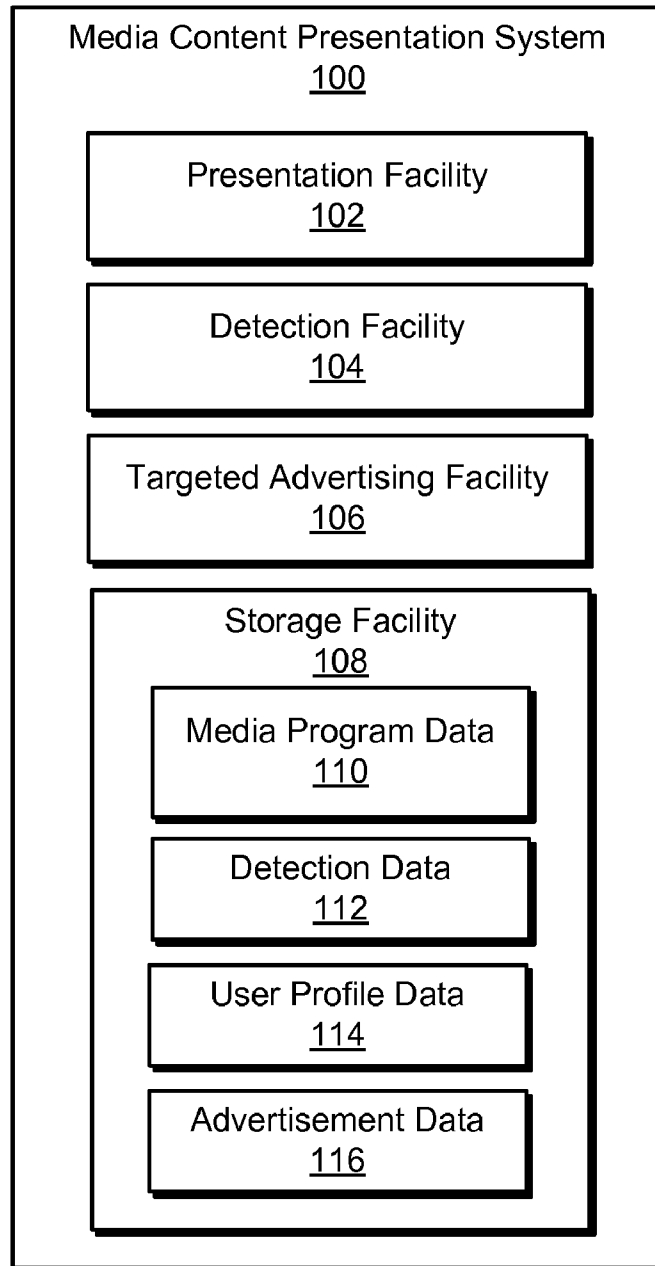 Media Content Presentation System
100
Presentation Facility
102
Detection Facility
104
Targeted Advertising Facility
106
Storage Facility
108
Media Program Data
110
Detection Data
112
User Profile Data
114
Advertisement Data
116